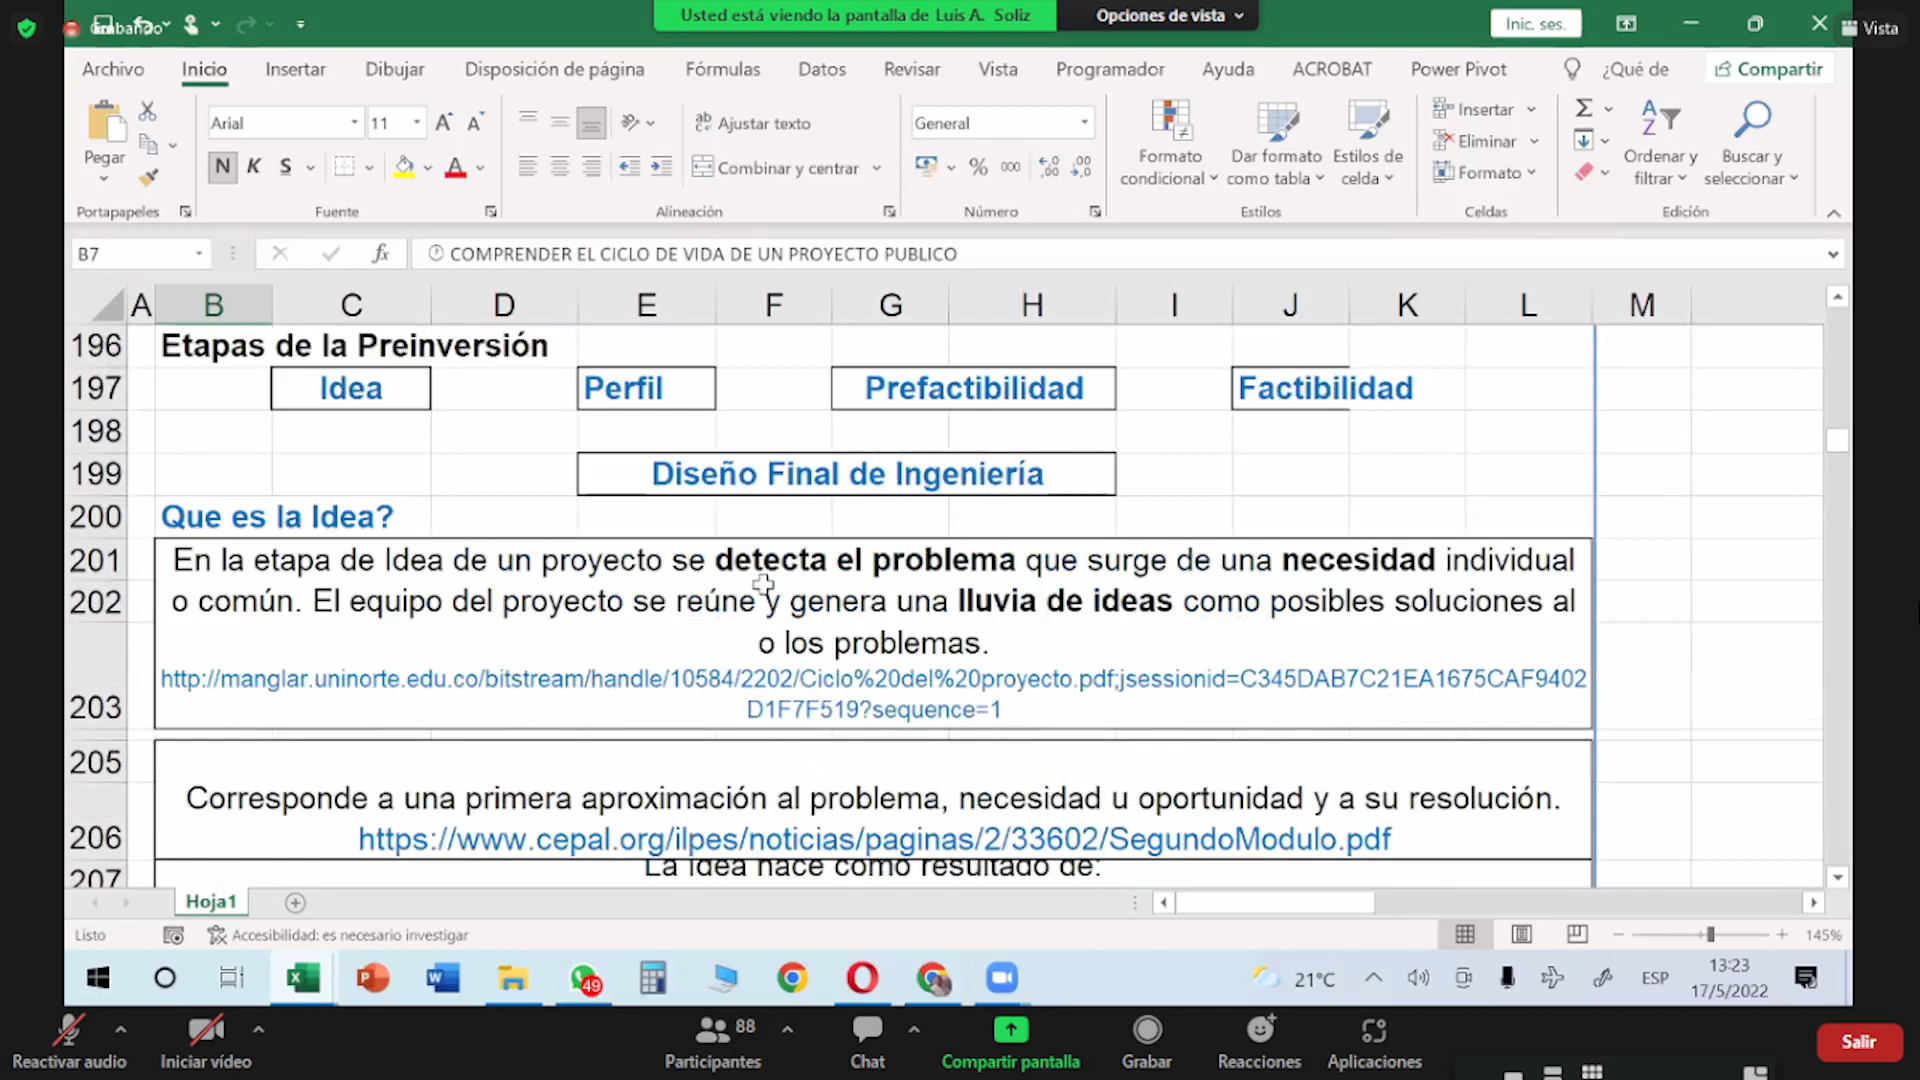 Usted está viendo la pantalla de Luis A. Soliz
Opciones de vista
Inic. ses.
Vista
Archivo Inicio Insertar Dibujar Disposición de página Fórmulas Datos Revisar Vista Programador Ayuda ACROBAT Power Pivot ¿Qué de Compartir
Pegar
Arial 11
N K S
Ajustar texto
Combinar y centrar
General
% 000
Formato condicional
Dar formato como tabla
Estilos de celda
Insertar
Eliminar
Formato
Ordenar y filtrar
Buscar y seleccionar
Portapapeles Fuente Alineación Número Estilos Celdas Edición
B7 fx COMPRENDER EL CICLO DE VIDA DE UN PROYECTO PUBLICO
A B C D E F G H I J K L M
196 Etapas de la Preinversión
197 Idea Perfil Prefactibilidad Factibilidad
198
199 Diseño Final de Ingeniería
200 Que es la Idea?
201 En la etapa de Idea de un proyecto se detecta el problema que surge de una necesidad individual
202 o común. El equipo del proyecto se reúne y genera una lluvia de ideas como posibles soluciones al
o los problemas.
http://manglar.uninorte.edu.co/bitstream/handle/10584/2202/Ciclo%20del%20proyecto.pdf;jsessionid=C345DAB7C21EA1675CAF9402
203 D1F7F519?sequence=1
205
Corresponde a una primera aproximación al problema, necesidad u oportunidad y a su resolución.
206 https://www.cepal.org/ilpes/noticias/paginas/2/33602/SegundoModulo.pdf
207 La Idea nace como resultado de:
Hoja1
Listo Accesibilidad: es necesario investigar 145%
49 21°C ESP 13:23
17/5/2022
Reactivar audio Iniciar vídeo Participantes 88 Chat Compartir pantalla Grabar Reacciones Aplicaciones Salir